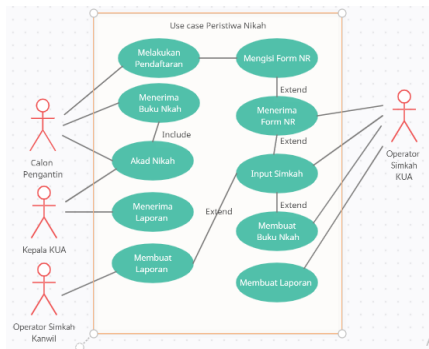 Use case Peristiwa Nikah
Melakukan
Pendaftaran
Mengisi Form NR
Extend
Menerima
Buku Nkah
Menerima
Form NR
Include
Extend
Calon
Pengantin
Akad Nikah
Input Simkah
Operator
Simkah
KUA
Extend
Menerima
Laporan
Extend
Membuat
Buku Nkah
Kepala KUA
Membuat
Laporan
Membuat Laporan
Operator Simkah
Kanwil